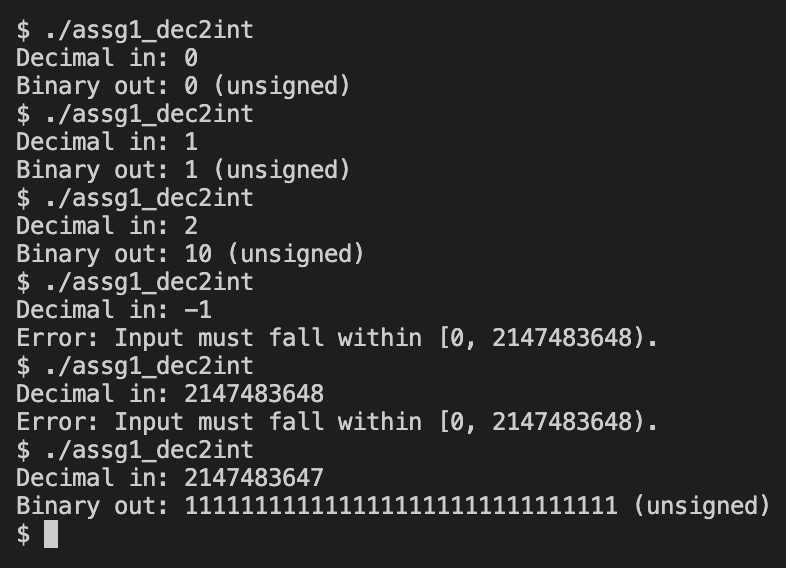 $ ./assg1_dec2int
Decimal in: 0
Binary out: 0 (unsigned)
$ ./assg1_dec2int
Decimal in: 1
Binary out: 1 (unsigned)
$ ./assg1_dec2int
Decimal in: 2
Binary out: 10 (unsigned)
$ ./assg1_dec2int
Decimal in: -1
Error: Input must fall within [0, 2147483648).
$ ./assg1_dec2int
Decimal in: 2147483648
Error: Input must fall within [0, 2147483648).
$ ./assg1_dec2int
Decimal in: 2147483647
Binary out: 1111111111111111111111111111111 (unsigned)
$